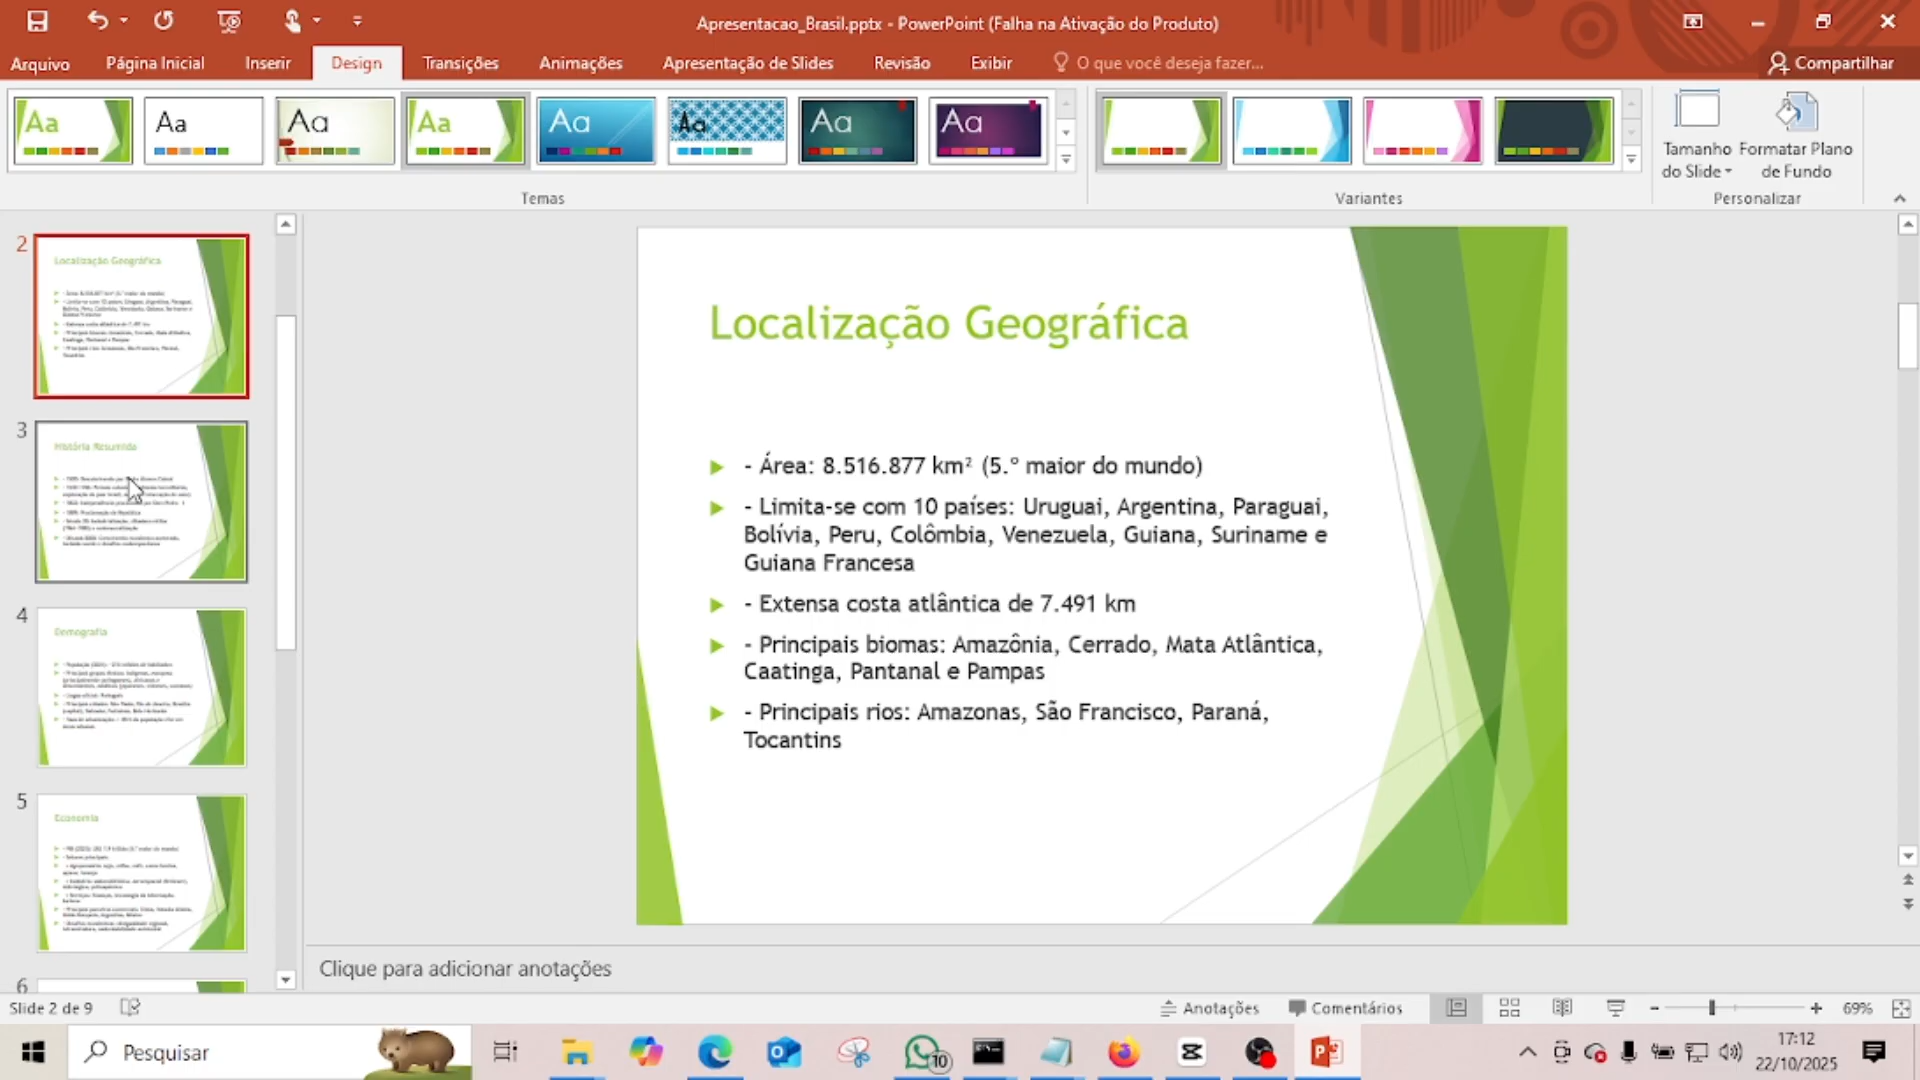 Apresentacao_Brasil.pptx - PowerPoint (Falha na Ativação do Produto)
Arquivo
Página Inicial
Inserir
Design
Transições
Animações
Apresentação de Slides
Revisão
Exibir
O que você deseja fazer...
Compartilhar
Aa
Aa
Aa
Aa
Aa
Aa
Aa
Aa
Tamanho
do Slide
Formatar Plano
de Fundo
Temas
Variantes
Personalizar
2
Localização Geográfica
3
História Resumida
4
Demografia
5
Economia
6
Localização Geográfica
- Área: 8.516.877 km² (5.º maior do mundo)
- Limita-se com 10 países: Uruguai, Argentina, Paraguai,
Bolívia, Peru, Colômbia, Venezuela, Guiana, Suriname e
Guiana Francesa
- Extensa costa atlântica de 7.491 km
- Principais biomas: Amazônia, Cerrado, Mata Atlântica,
Caatinga, Pantanal e Pampas
- Principais rios: Amazonas, São Francisco, Paraná,
Tocantins
Clique para adicionar anotações
Slide 2 de 9
Anotações
Comentários
69%
Pesquisar
10
17:12
22/10/2025